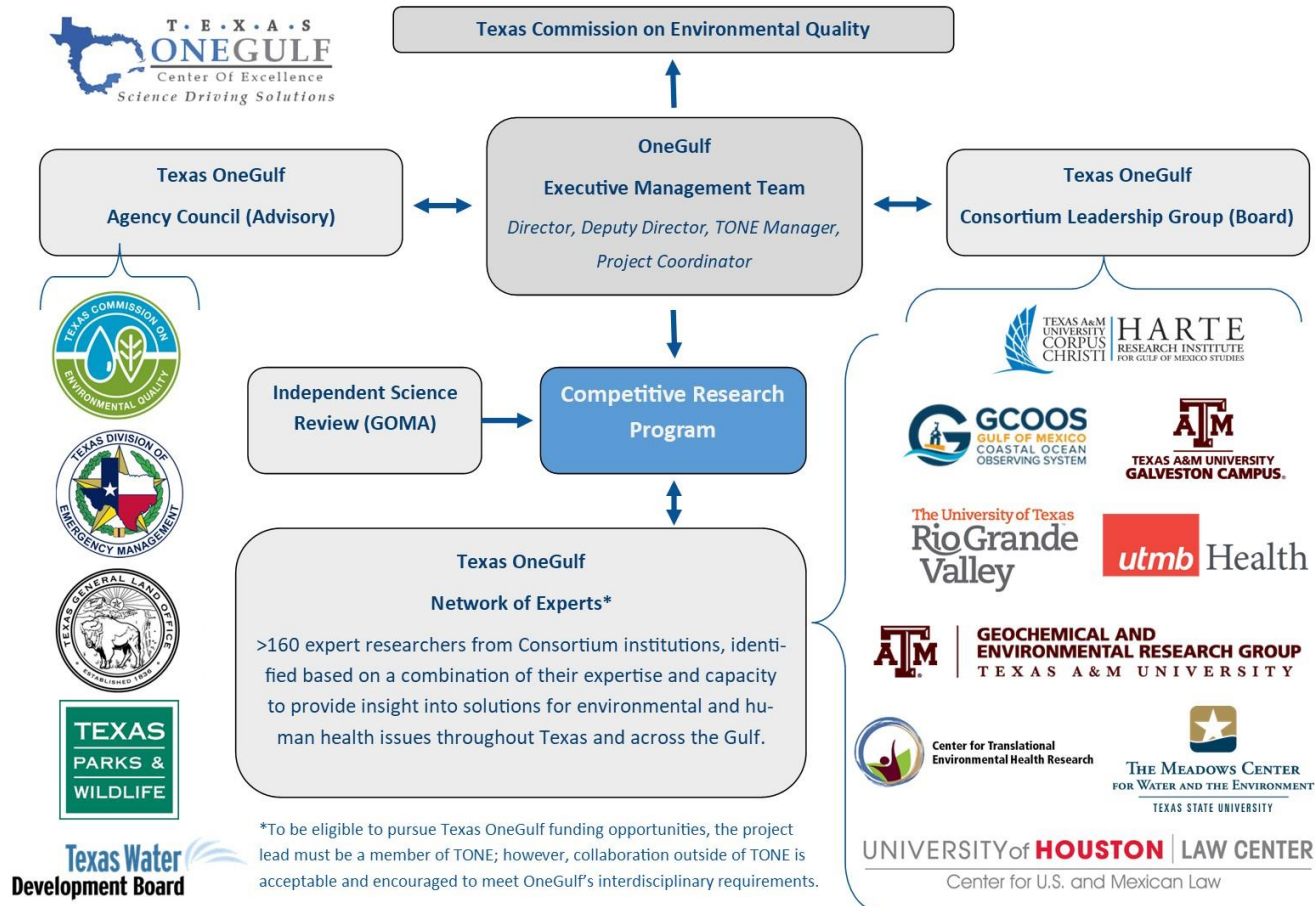 T·E·X·A·S
ONEGULF
Center Of Excellence
Science Driving Solutions
Texas Commission on Environmental Quality
OneGulf
Executive Management Team
Director, Deputy Director, TONE Manager,
Project Coordinator
Texas OneGulf
Agency Council (Advisory)
Texas OneGulf
Consortium Leadership Group (Board)
TEXAS COMMISSION ON
ENVIRONMENTAL QUALITY
TEXAS DIVISION OF
EMERGENCY MANAGEMENT
TEXAS GENERAL LAND OFFICE
ESTABLISHED 1836
TEXAS
PARKS &
WILDLIFE
Texas Water
Development Board
Independent Science
Review (GOMA)
Competitive Research
Program
Texas OneGulf
Network of Experts*
>160 expert researchers from Consortium institutions, identi-
fied based on a combination of their expertise and capacity
to provide insight into solutions for environmental and hu-
man health issues throughout Texas and across the Gulf.
*To be eligible to pursue Texas OneGulf funding opportunities, the project
lead must be a member of TONE; however, collaboration outside of TONE is
acceptable and encouraged to meet OneGulf's interdisciplinary requirements.
TEXAS A&M
UNIVERSITY
CORPUS
CHRISTI
HARTE
RESEARCH INSTITUTE
FOR GULF OF MEXICO STUDIES
GCOOS
GULF OF MEXICO
COASTAL OCEAN
OBSERVING SYSTEM
ATM
TEXAS A&M UNIVERSITY
GALVESTON CAMPUS®
The University of Texas
RioGrande
Valley
utmb Health
ATM®
GEOCHEMICAL AND
ENVIRONMENTAL RESEARCH GROUP
TEXAS A&M UNIVERSITY
Center for Translational
Environmental Health Research
THE MEADOWS CENTER
FOR WATER AND THE ENVIRONMENT
TEXAS STATE UNIVERSITY
UNIVERSITY of HOUSTON | LAW CENTER
Center for U.S. and Mexican Law